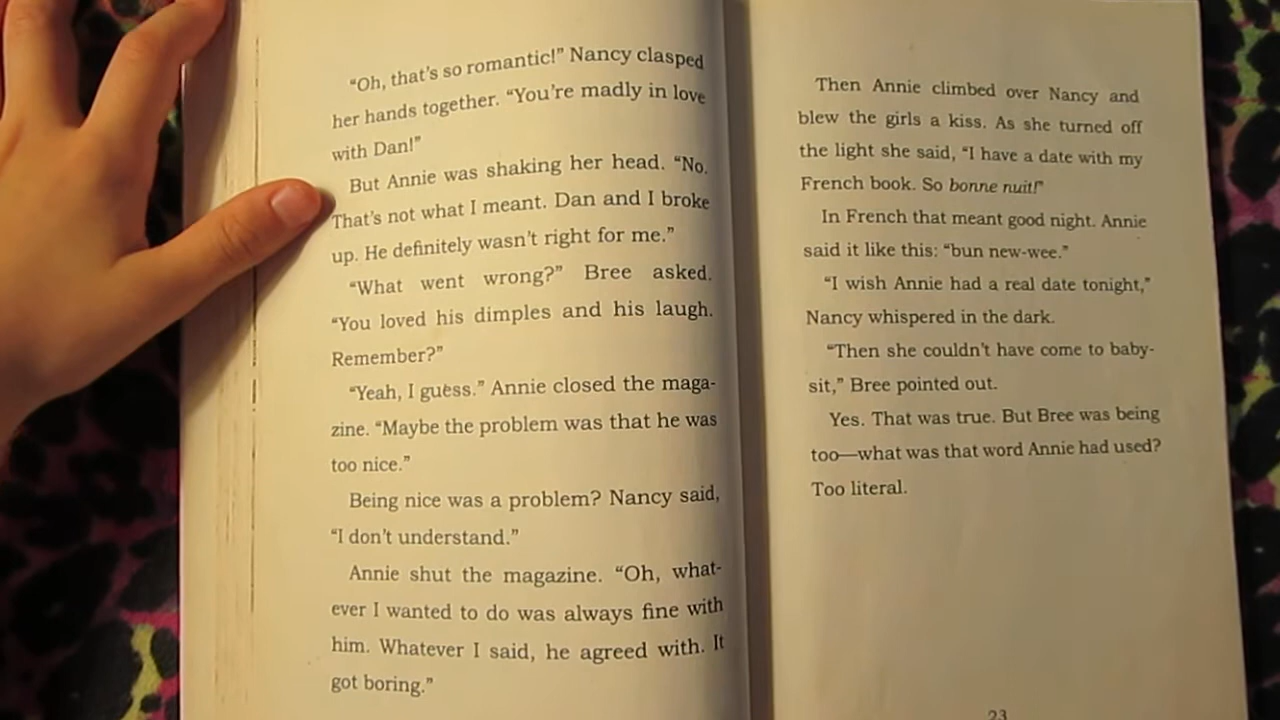 “Oh, that’s so romantic!” Nancy clasped
her hands together. “You’re madly in love
with Dan!”
But Annie was shaking her head. “No.
That’s not what I meant. Dan and I broke
up. He definitely wasn’t right for me.”
“What went wrong?” Bree asked.
“You loved his dimples and his laugh.
Remember?”
“Yeah, I guess.” Annie closed the maga-
zine. “Maybe the problem was that he was
too nice.”
Being nice was a problem? Nancy said,
“I don’t understand.”
Annie shut the magazine. “Oh, what-
ever I wanted to do was always fine with
him. Whatever I said, he agreed with. It
got boring.”
Then Annie climbed over Nancy and
blew the girls a kiss. As she turned off
the light she said, “I have a date with my
French book. So bonne nuit!”
In French that meant good night. Annie
said it like this: “bun new-wee.”
“I wish Annie had a real date tonight,”
Nancy whispered in the dark.
“Then she couldn’t have come to baby-
sit,” Bree pointed out.
Yes. That was true. But Bree was being
too—what was that word Annie had used?
Too literal.
23